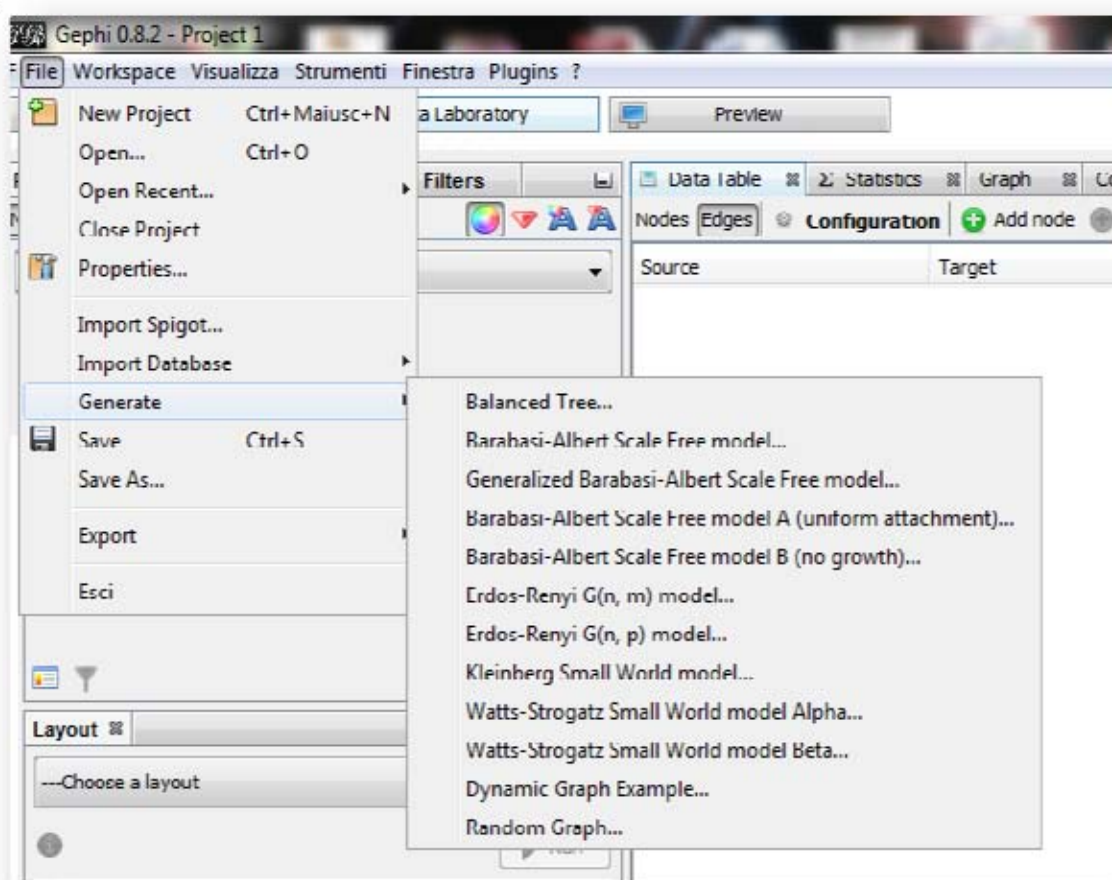 Gephi 0.8.2 - Project 1
File Workspace Visualizza Strumenti Finestra Plugins ?
New Project Ctrl+Maiusc+N
a Laboratory
Preview
Open... Ctrl+O
Open Recent...
Filters
Data Table Statistics Graph
Close Project
Nodes Edges Configuration Add node
Properties...
Source Target
Import Spigot...
Import Database
Generate
Balanced Tree...
Save Ctrl+S
Barabasi-Albert Scale Free model...
Save As...
Generalized Barabasi-Albert Scale Free model...
Barabasi-Albert Scale Free model A (uniform attachment)...
Export
Barabasi-Albert Scale Free model B (no growth)...
Esci
Erdos-Renyi G(n, m) model...
Erdos-Renyi G(n, p) model...
Kleinberg Small World model...
Watts-Strogatz Small World model Alpha...
Layout
Watts-Strogatz Small World model Beta...
---Choose a layout
Dynamic Graph Example...
Random Graph...